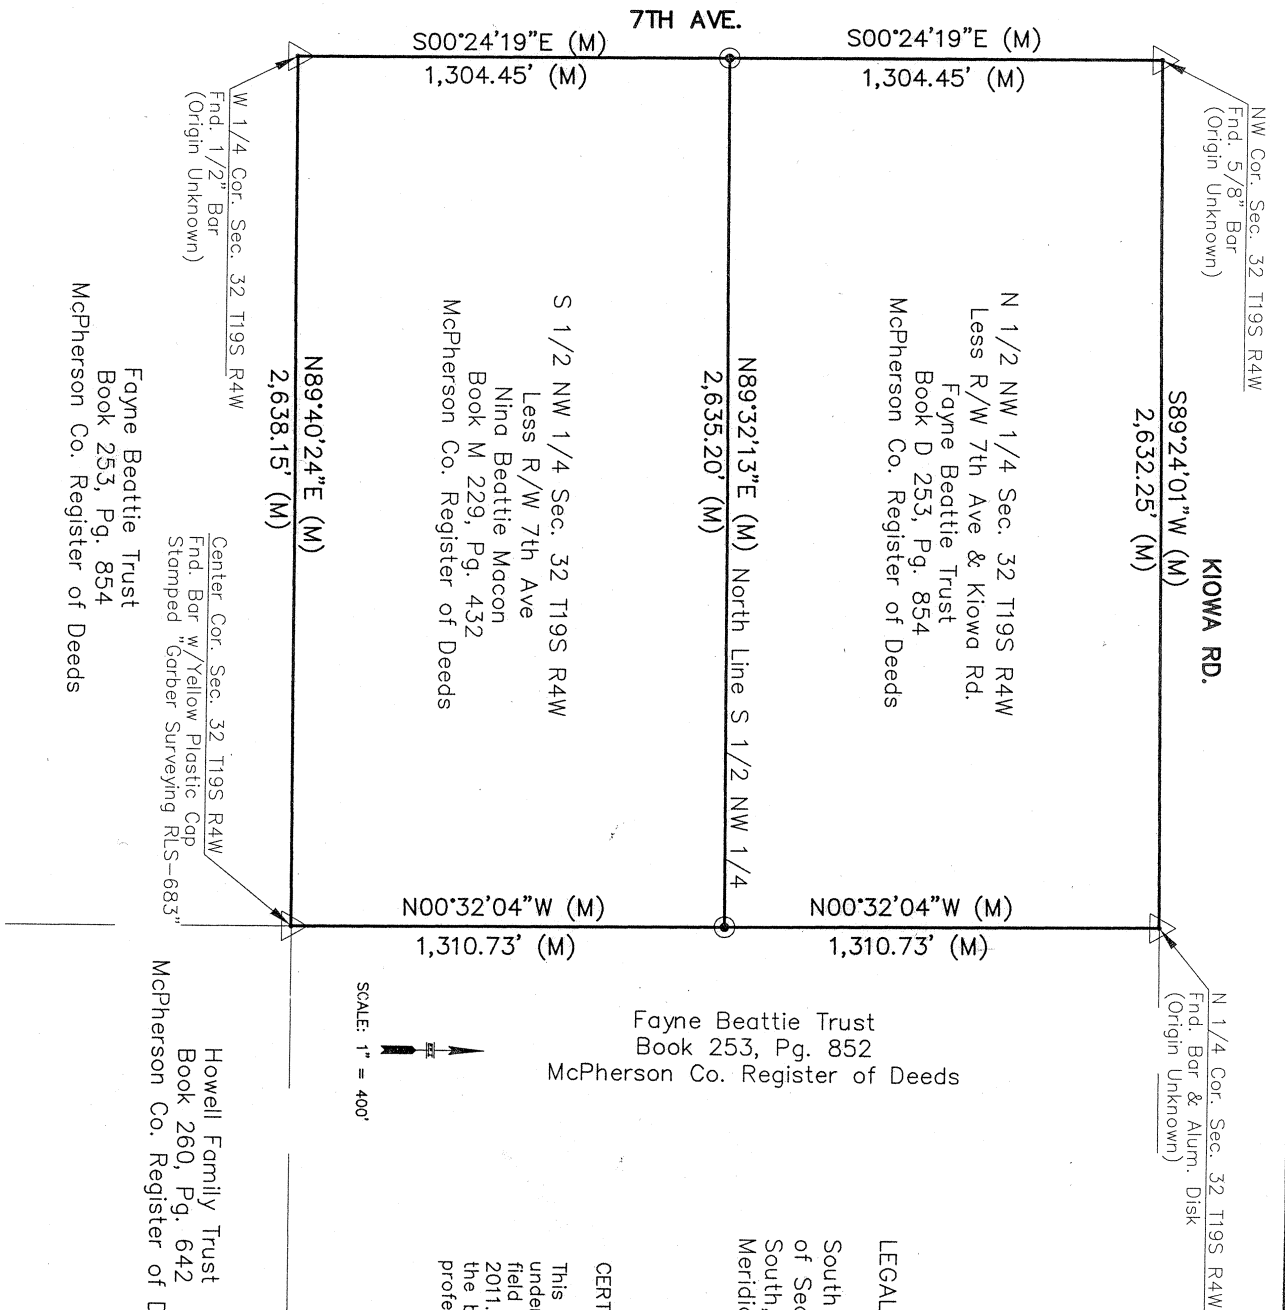 7TH AVE.
S00°24'19"E (M)
1,304.45' (M)
S00°24'19"E (M)
1,304.45' (M)
W 1/4 Cor. Sec. 32 T19S R4W
Fnd. 1/2" Bar
(Origin Unknown)
NW Cor. Sec. 32 T19S R4W
Fnd. 5/8" Bar
(Origin Unknown)
KIOWA RD.
S89°24'01"W (M)
2,632.25' (M)
N 1/2 NW 1/4 Sec. 32 T19S R4W
Less R/W 7th Ave & Kiowa Rd.
Fayne Beattie Trust
Book D 253, Pg. 854
McPherson Co. Register of Deeds
N89°32'13"E (M) North Line S 1/2 NW 1/4
2,635.20' (M)
S 1/2 NW 1/4 Sec. 32 T19S R4W
Less R/W 7th Ave
Nina Beattie Macon
Book M 229, Pg. 432
McPherson Co. Register of Deeds
N89°40'24"E (M)
2,638.15' (M)
Fayne Beattie Trust
Book 253, Pg. 854
McPherson Co. Register of Deeds
Center Cor. Sec. 32 T19S R4W
Fnd. Bar w/Yellow Plastic Cap
Stamped "Garber Surveying RLS-683"
N00°32'04"W (M)
1,310.73' (M)
N00°32'04"W (M)
1,310.73' (M)
N 1/4 Cor. Sec. 32 T19S R4W
Fnd. Bar & Alum. Disk
(Origin Unknown)
Fayne Beattie Trust
Book 253, Pg. 852
McPherson Co. Register of Deeds
SCALE: 1" = 400'
Howell Family Trust
Book 260, Pg. 642
McPherson Co. Register of D
LEGAL
South
of Sec
South,
Meridi
CERT
This
under
field
2011.
the b
profe